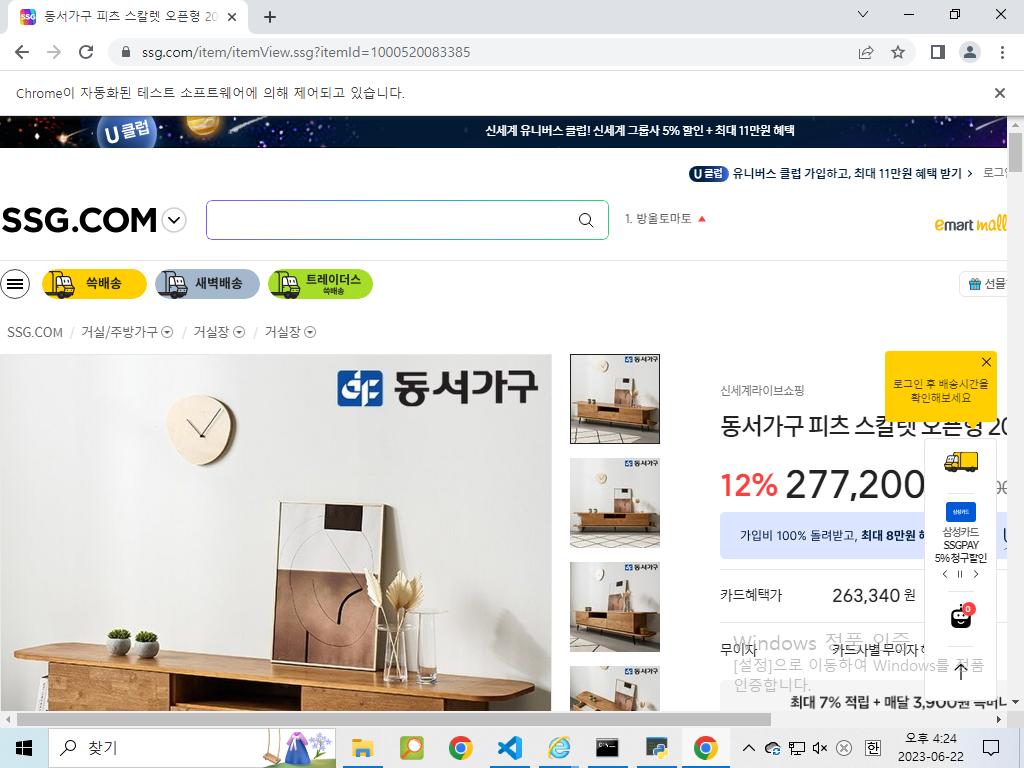 동서가구 피츠 스칼렛 오픈형 20
ssg.com/item/itemView.ssg?itemId=1000520083385
Chrome이 자동화된 테스트 소프트웨어에 의해 제어되고 있습니다.
U 클럽
신세계 유니버스 클럽! 신세계 그룹사 5% 할인 + 최대 11만원 혜택
U 클럽 유니버스 클럽 가입하고, 최대 11만원 혜택 받기 >
SSG.COM
1. 방울토마토
emart mall
쓱배송
새벽배송
트레이더스
쓱배송
선물
SSG.COM / 거실/주방가구 / 거실장 / 거실장
동서가구
로그인 후 배송시간을
확인해보세요
신세계라이브쇼핑
동서가구 피츠 스칼렛 오픈형 20
12% 277,200
가입비 100% 돌려받고, 최대 8만원
삼성카드
삼성카드
SSGPAY
5% 청구할인
카드혜택가 263,340 원
0
무이자 카드사별 무이자
Windows 정품 인증
[설정]으로 이동하여 Windows를 정품
인증합니다.
최대 7% 적립 + 매달 3,900원
찾기
한
오후 4:24
2023-06-22